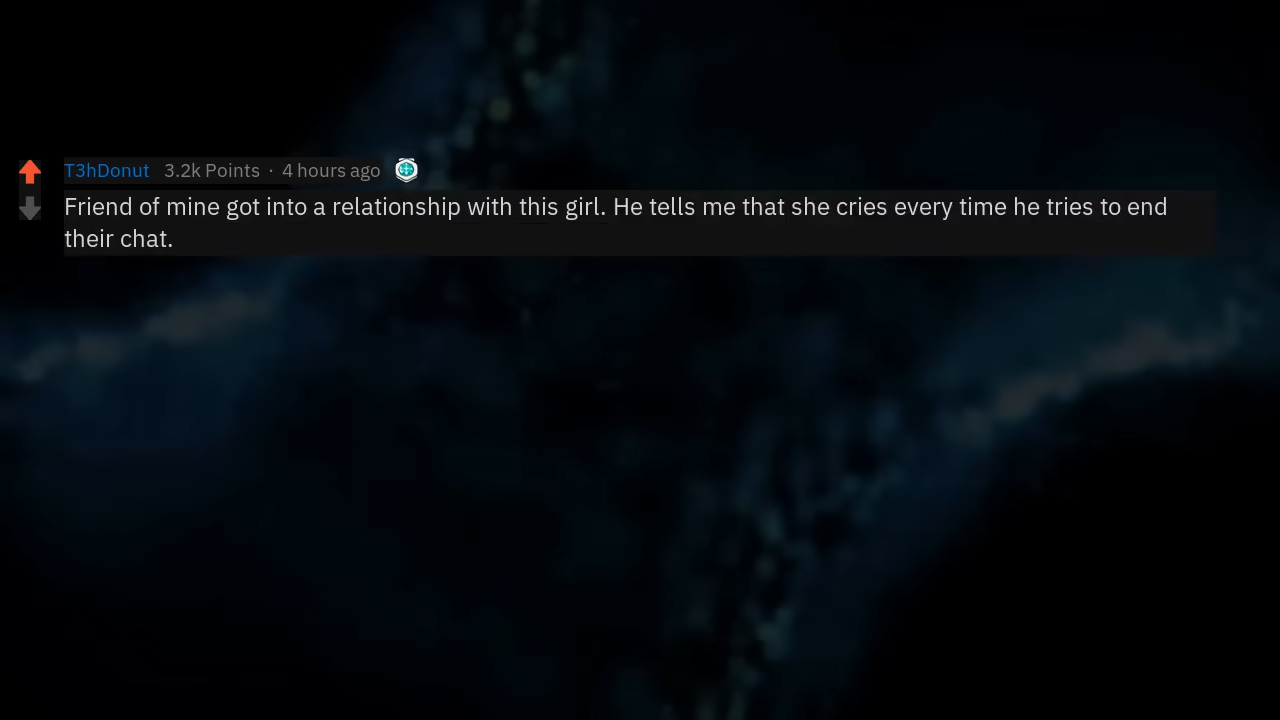 T3hDonut 3.2k Points · 4 hours ago
Friend of mine got into a relationship with this girl. He tells me that she cries every time he tries to end
their chat.